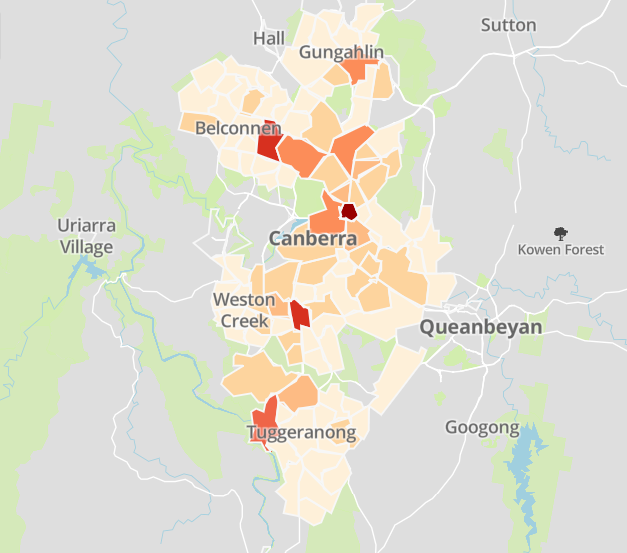 Sutton
Hall
Gungahlin
Belconnen
Uriarra
Village
Canberra
Kowen Forest
Weston
Creek
Queanbeyan
Googong
Tuggeranong